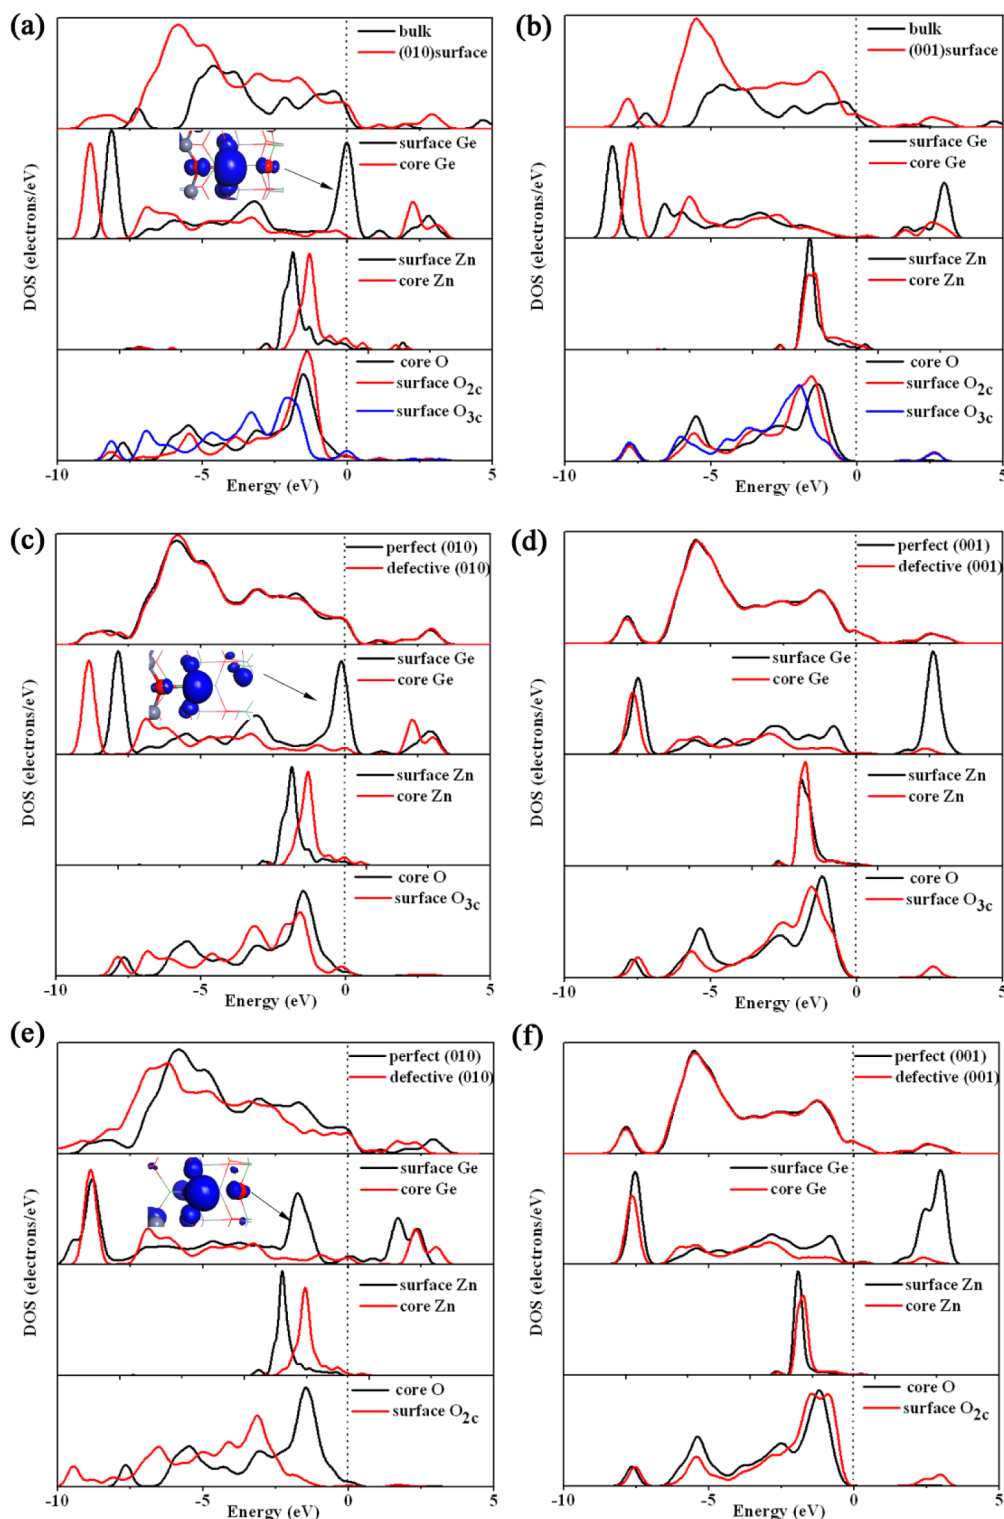 (a)
bulk
(010)surface
surface Ge
core Ge
surface Zn
core Zn
core O
surface O2c
surface O3c
DOS (electrons/eV)
-10 -5 0 5
Energy (eV)
(b)
bulk
(001)surface
surface Ge
core Ge
surface Zn
core Zn
core O
surface O2c
surface O3c
DOS (electrons/eV)
-10 -5 0 5
Energy (eV)
(c)
perfect (010)
defective (010)
surface Ge
core Ge
surface Zn
core Zn
core O
surface O3c
DOS (electrons/eV)
-10 -5 0 5
Energy (eV)
(d)
perfect (001)
defective (001)
surface Ge
core Ge
surface Zn
core Zn
core O
surface O3c
DOS (electrons/eV)
-10 -5 0 5
Energy (eV)
(e)
perfect (010)
defective (010)
surface Ge
core Ge
surface Zn
core Zn
core O
surface O2c
DOS (electrons/eV)
-10 -5 0 5
Energy (eV)
(f)
perfect (001)
defective (001)
surface Ge
core Ge
surface Zn
core Zn
core O
surface O2c
DOS (electrons/eV)
-10 -5 0 5
Energy (eV)